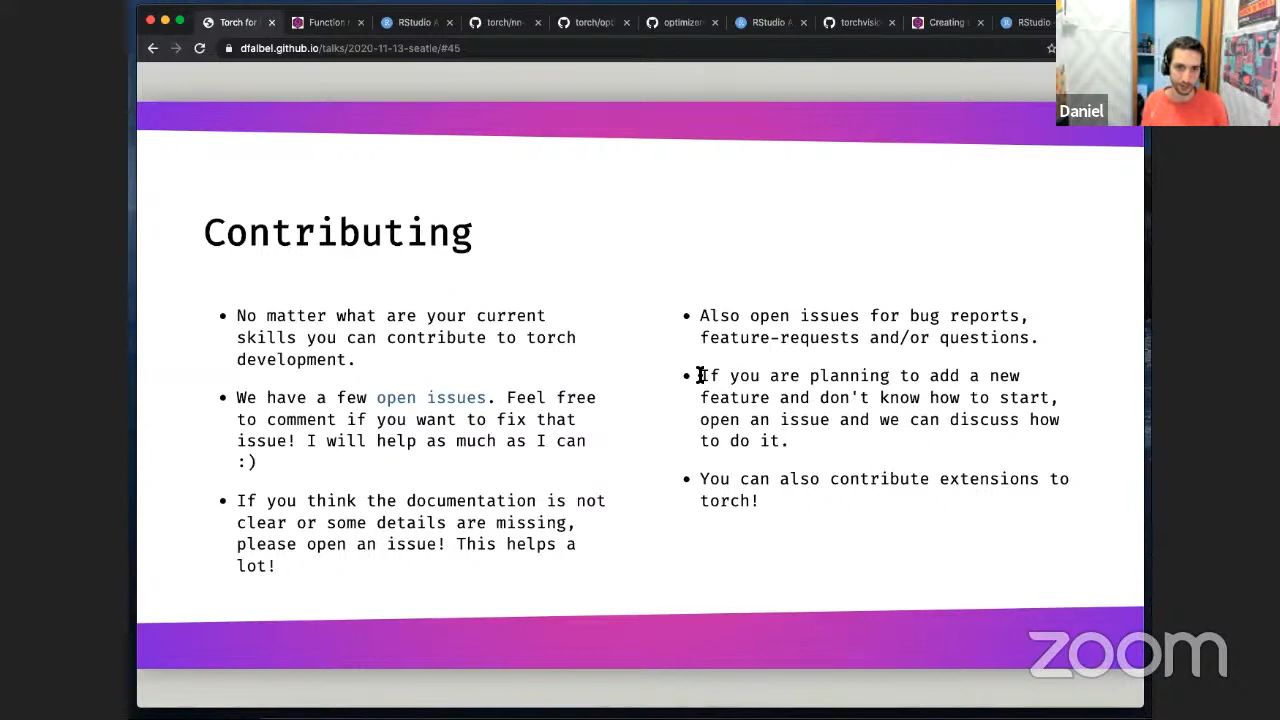 Torch for
Function
RStudio A
torch/nn-
torch/opt
optimizer
RStudio A
torchvisio
Creating
RStudio
dfalbel.github.io/talks/2020-11-13-seatle/#45
Daniel
Contributing
No matter what are your current
skills you can contribute to torch
development.
We have a few open issues. Feel free
to comment if you want to fix that
issue! I will help as much as I can
:)
If you think the documentation is not
clear or some details are missing,
please open an issue! This helps a
lot!
Also open issues for bug reports,
feature-requests and/or questions.
If you are planning to add a new
feature and don't know how to start,
open an issue and we can discuss how
to do it.
You can also contribute extensions to
torch!
zoom